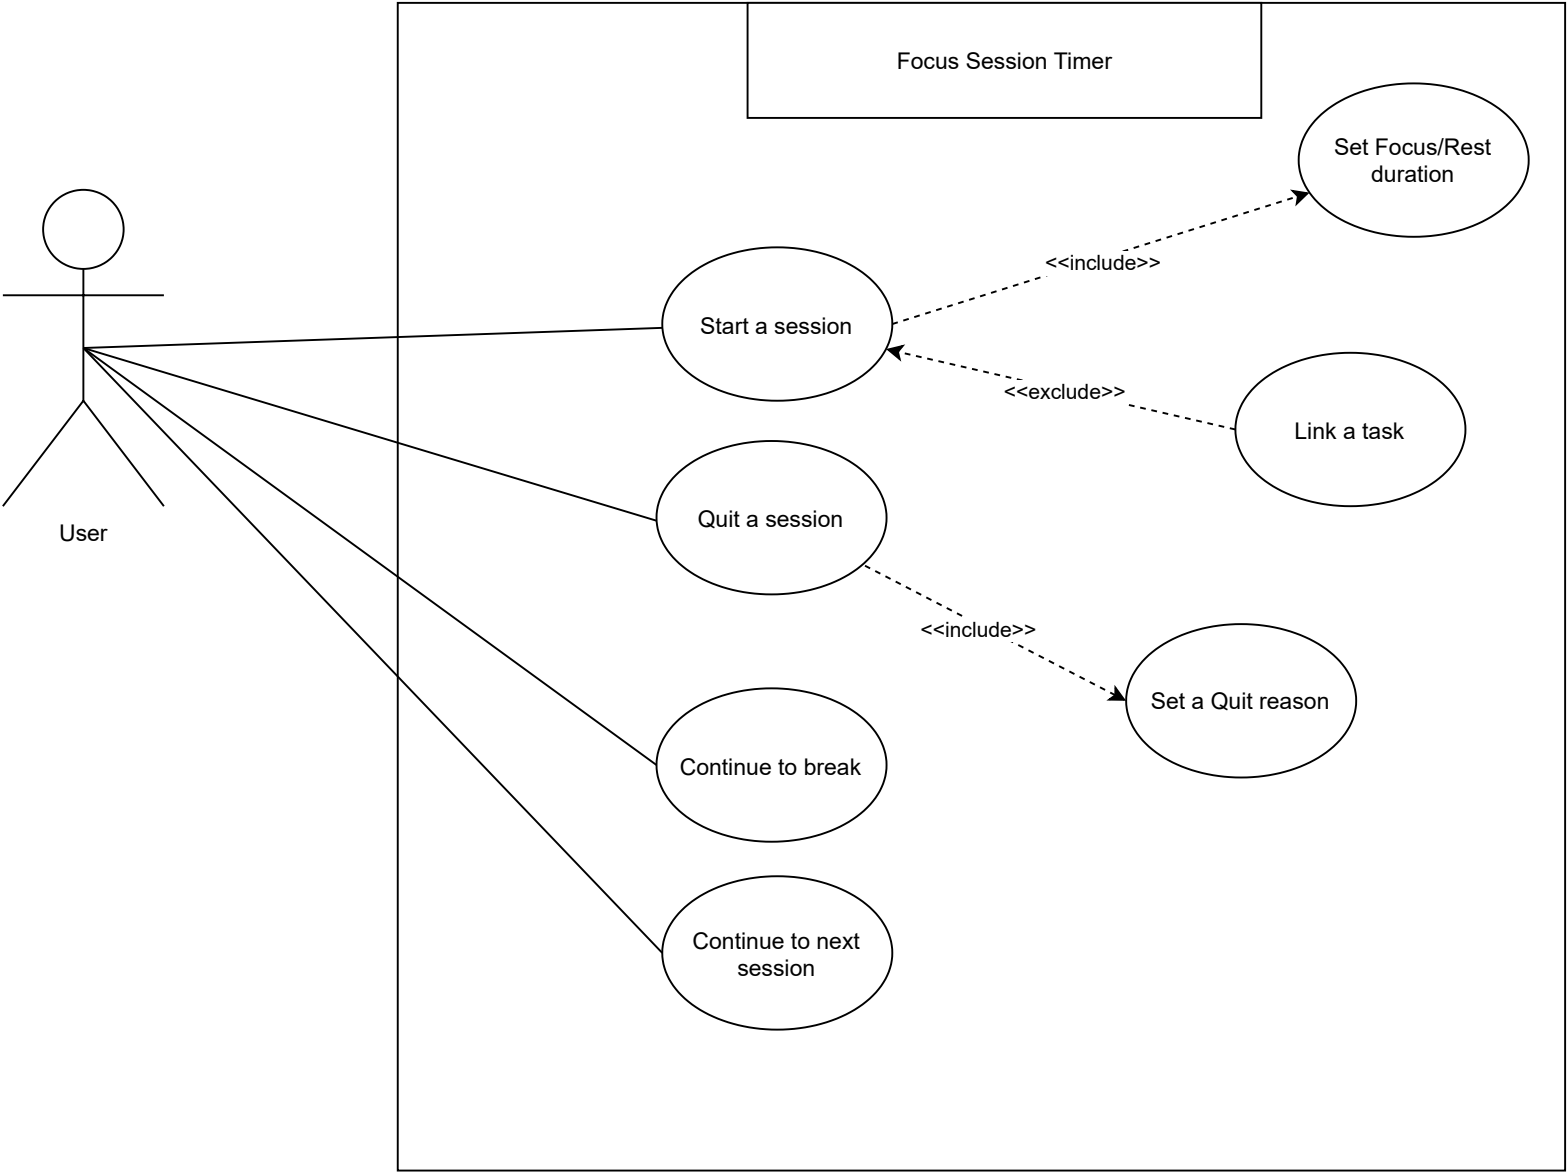 Focus Session Timer
Set Focus/Rest
duration
<<include>>
Start a session
<<exclude>>
Link a task
Quit a session
User
<<include>>
Set a Quit reason
Continue to break
Continue to next
session